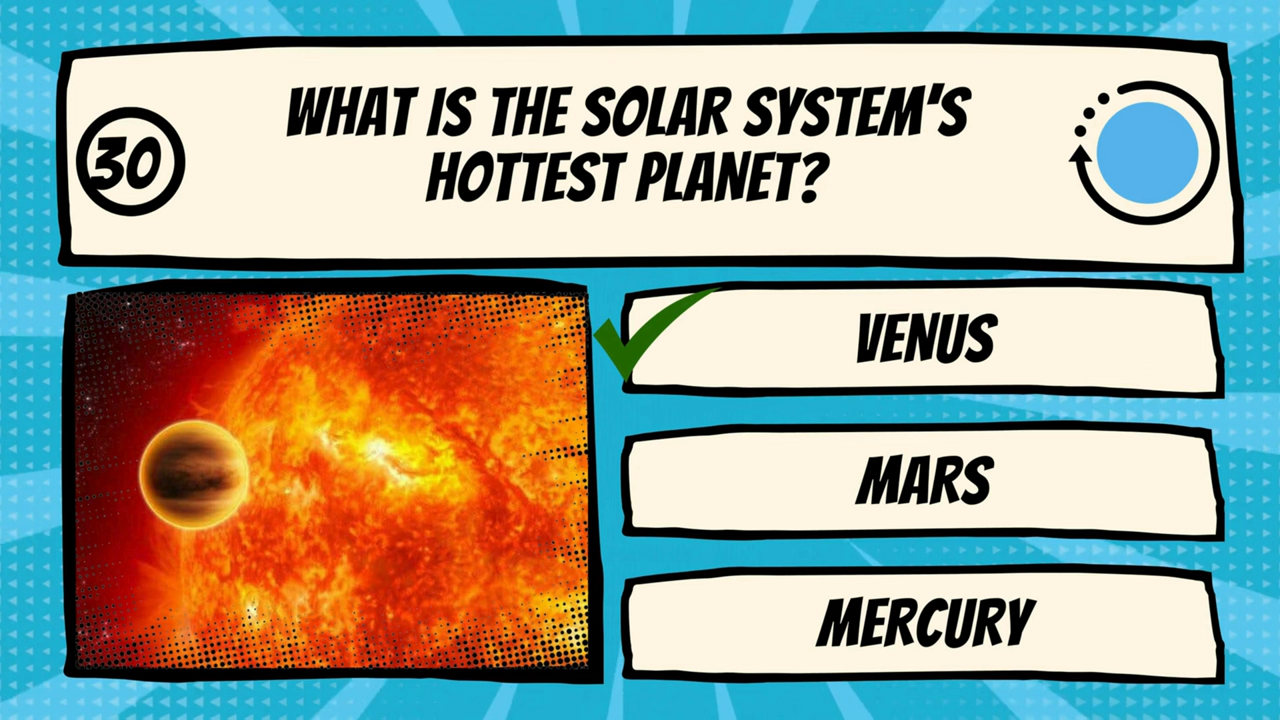 30
WHAT IS THE SOLAR SYSTEM'S
HOTTEST PLANET?
VENUS
MARS
MERCURY